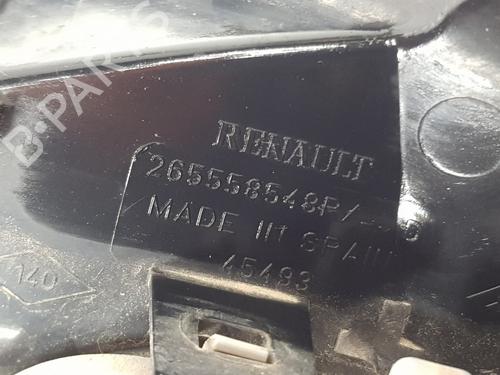 RENAULT
265558548R/
MADE IN SPAIN
45493
140
B-PARTS